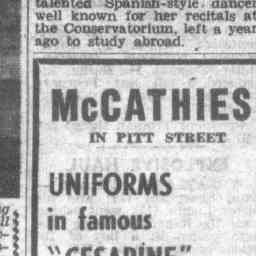 talented Spanish-style dancer
well known for her recitals at
the Conservatorium, left a year
ago to study abroad.
McCATHIES
IN PITT STREET
UNIFORMS
in famous
"CESARINE"